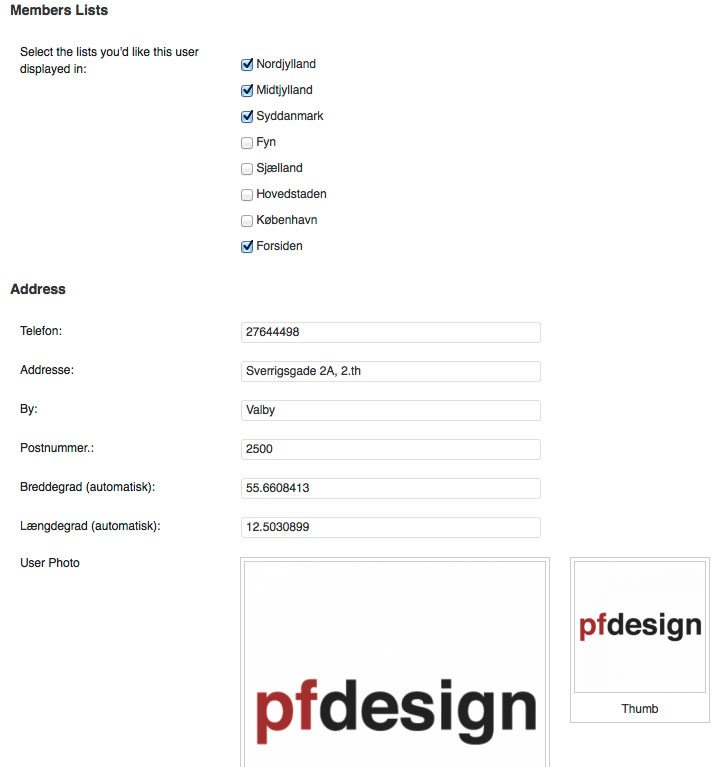 Members Lists
Select the lists you'd like this user
displayed in:
Nordjylland
Midtjylland
Syddanmark
Fyn
Sjælland
Hovedstaden
København
Forsiden
Address
Telefon:
27644498
Addresse:
Sverrigsgade 2A, 2.th
By:
Valby
Postnummer.:
2500
Breddegrad (automatisk):
55.6608413
Længdegrad (automatisk):
12.5030899
User Photo
pfdesign
pfdesign
Thumb